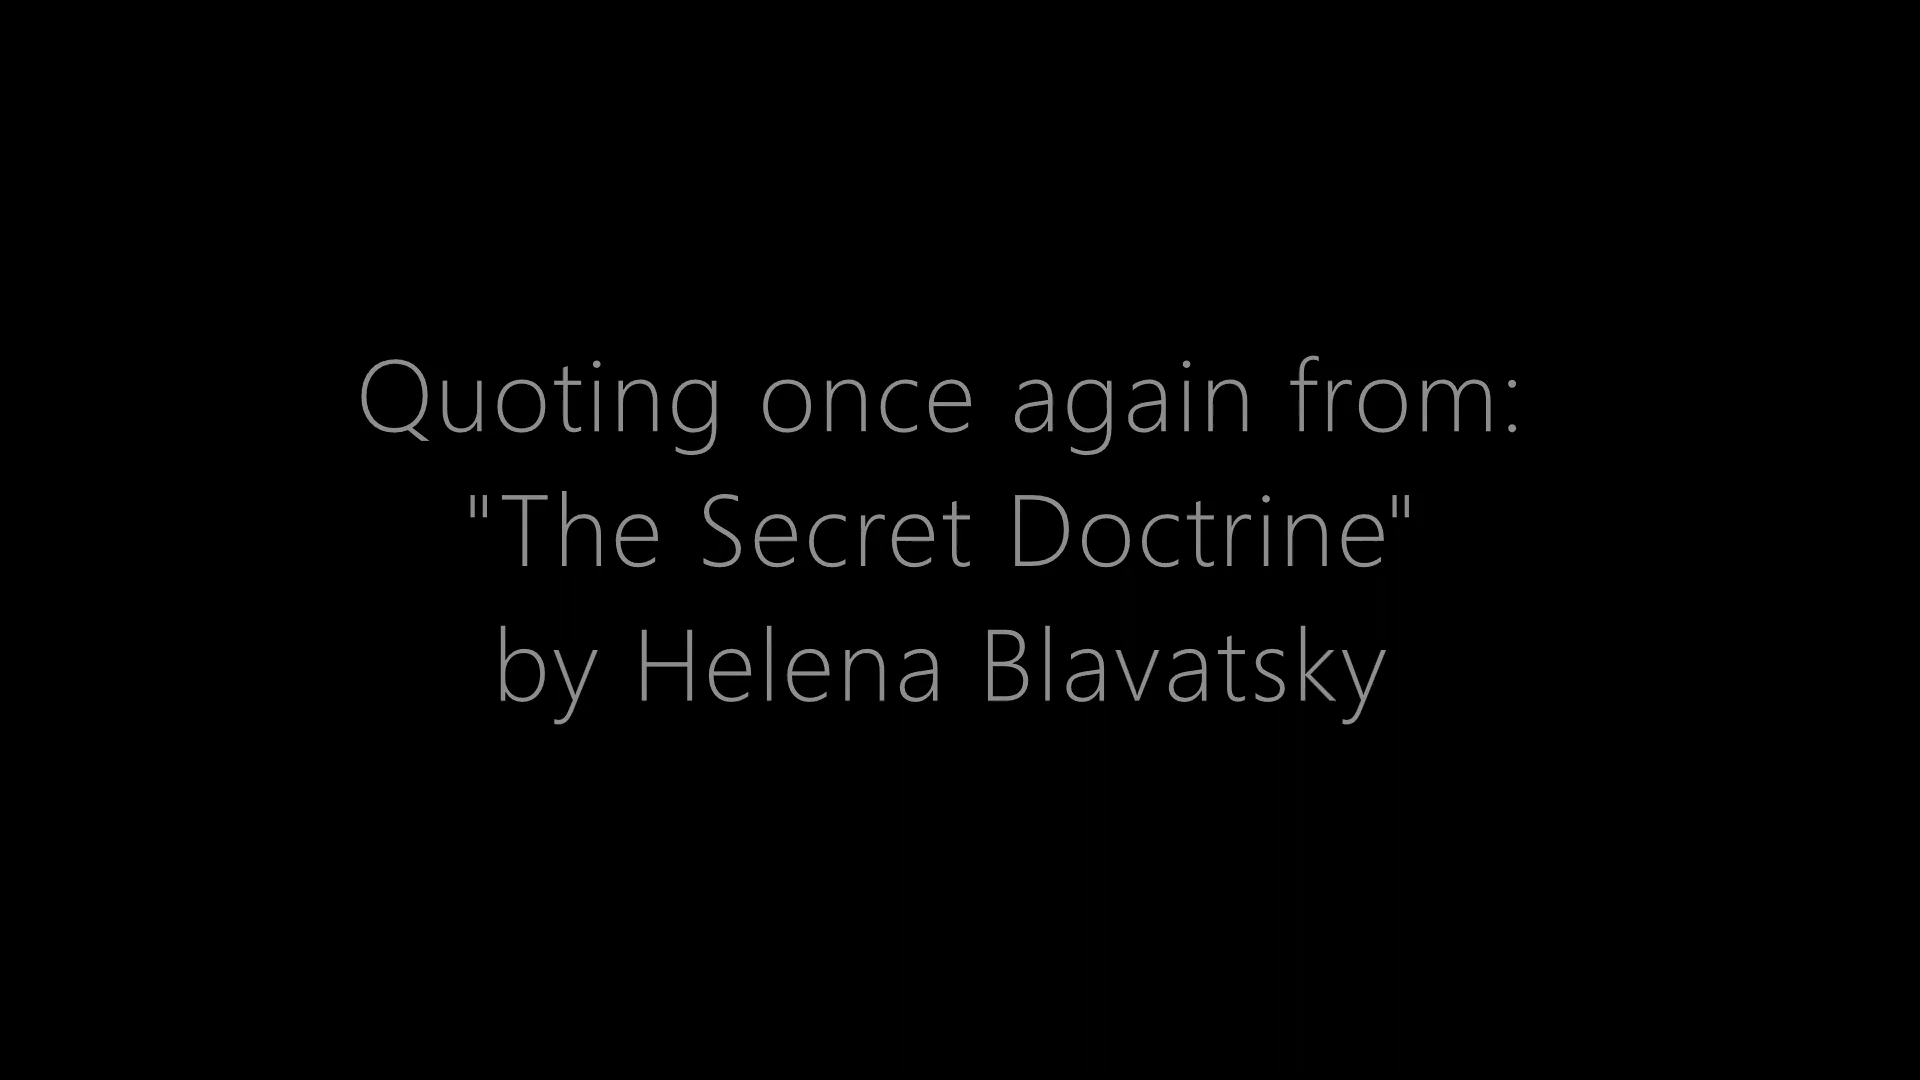 Quoting once again from:
"The Secret Doctrine"
by Helena Blavatsky